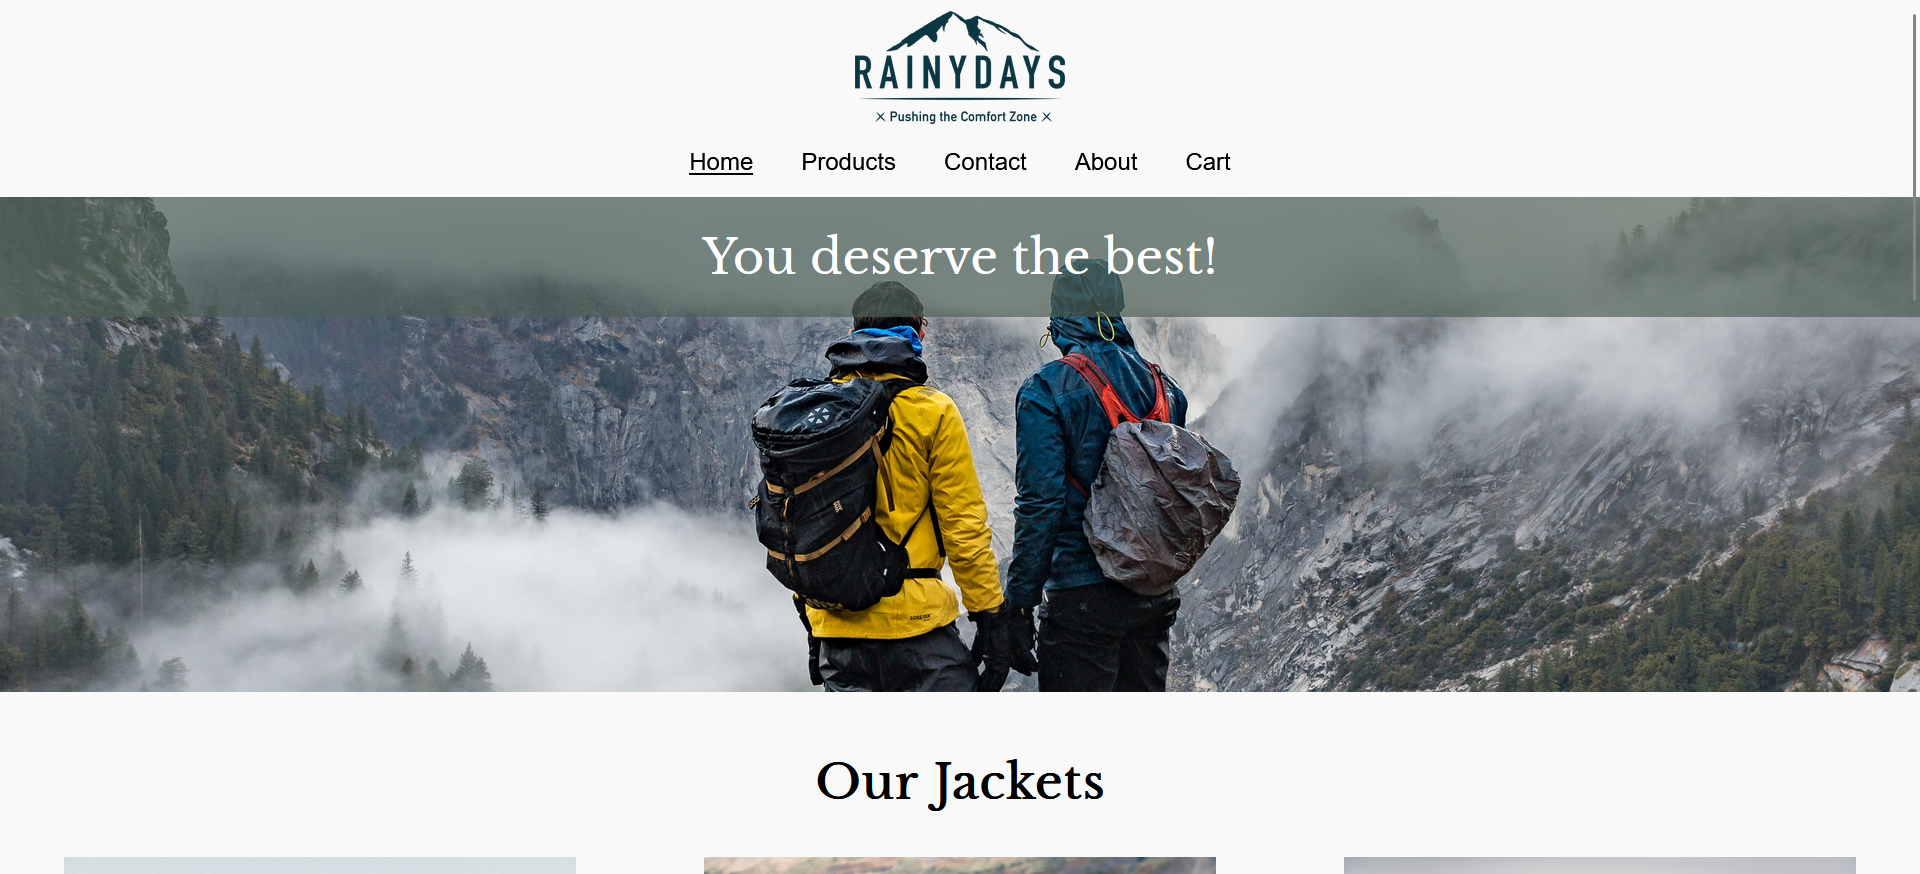 RAINYDAYS
Pushing the Comfort Zone
Home Products Contact About Cart
You deserve the best!
Our Jackets